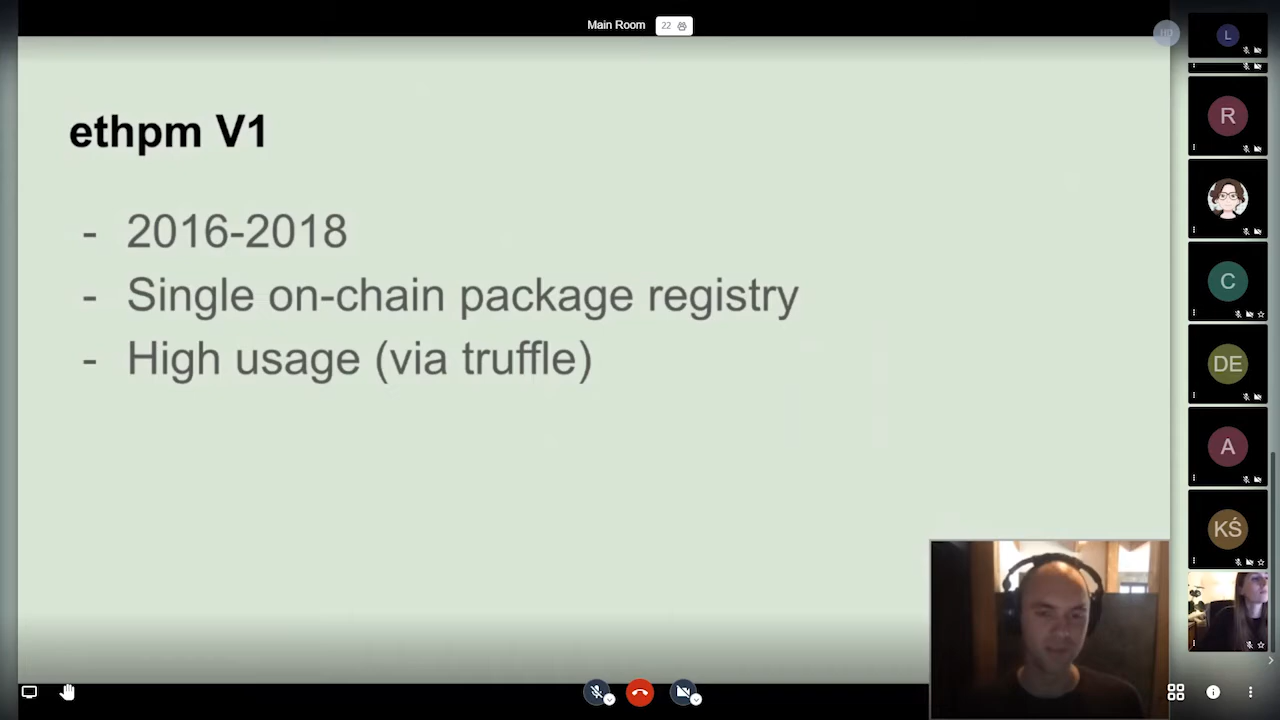 Main Room 22
L
ethpm V1
- 2016-2018
- Single on-chain package registry
- High usage (via truffle)
R
C
DE
A
KŚ